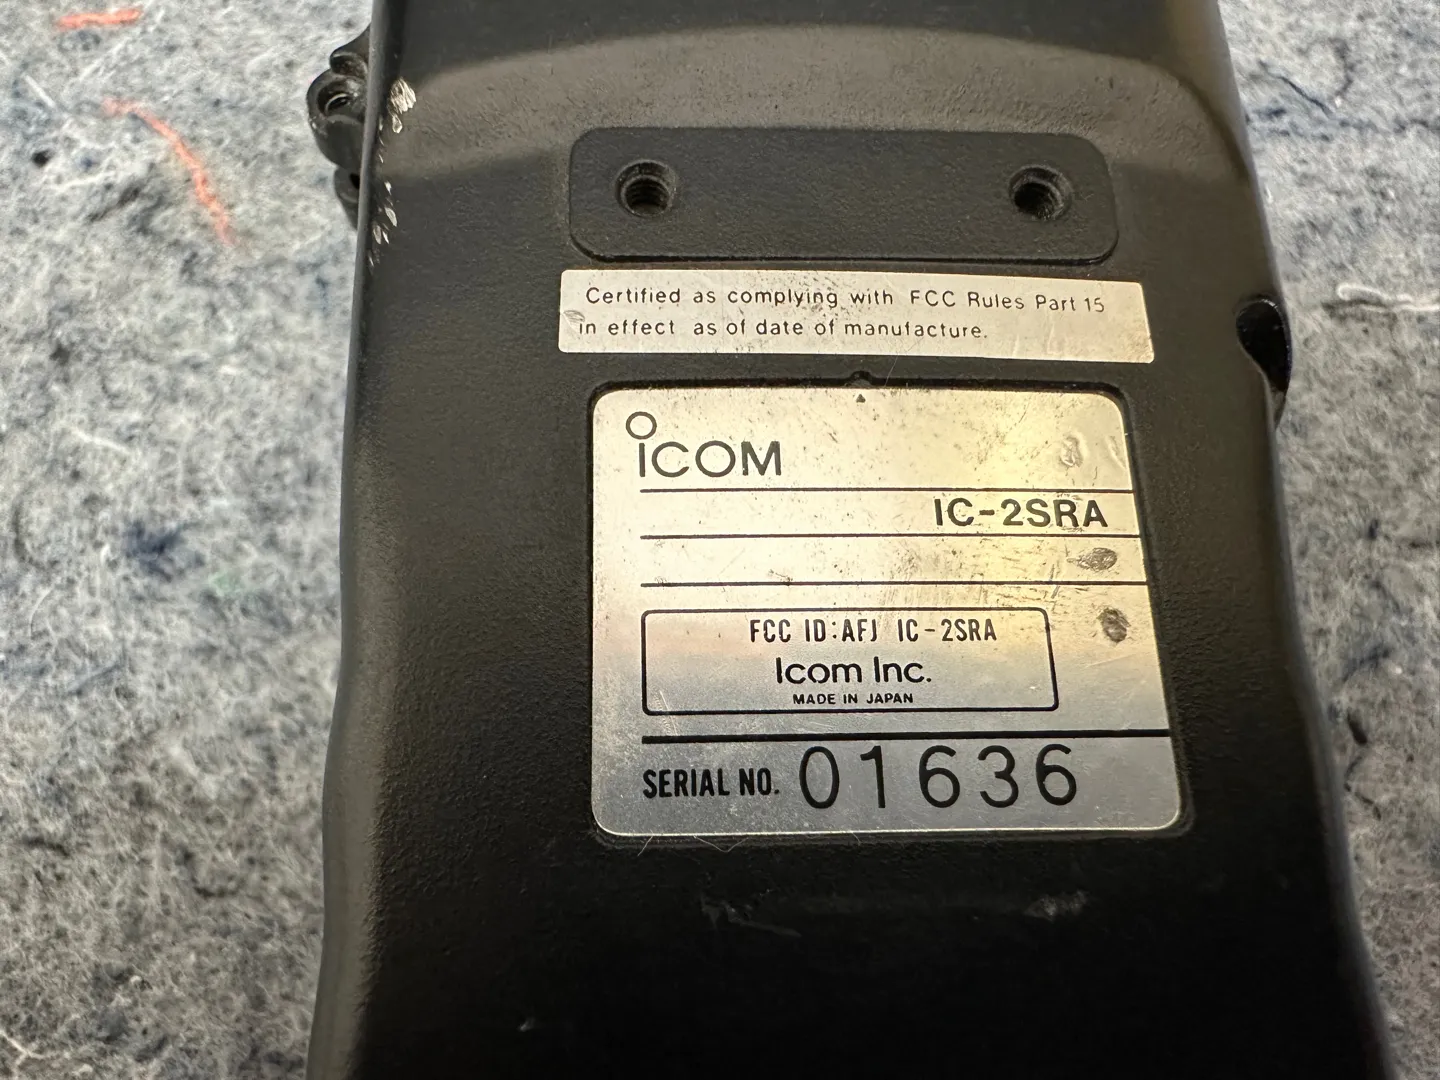 Certified as complying with FCC Rules Part 15
in effect as of date of manufacture.
ICOM
IC-2SRA
FCC ID:AFJ IC-2SRA
Icom Inc.
MADE IN JAPAN
SERIAL NO. 01636